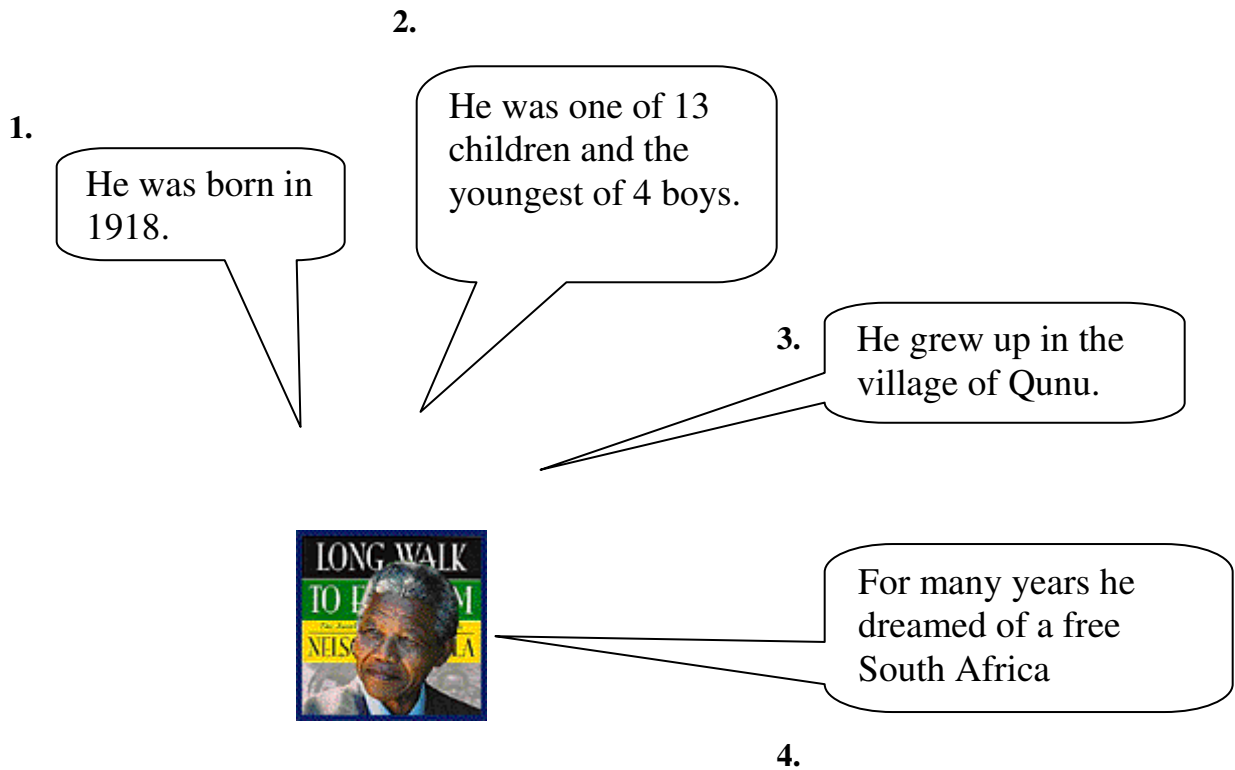 2.
1.
He was one of 13
children and the
youngest of 4 boys.
He was born in
1918.
3.
He grew up in the
village of Qunu.
LONG WALK
TO F M
NELS LA
For many years he
dreamed of a free
South Africa
4.